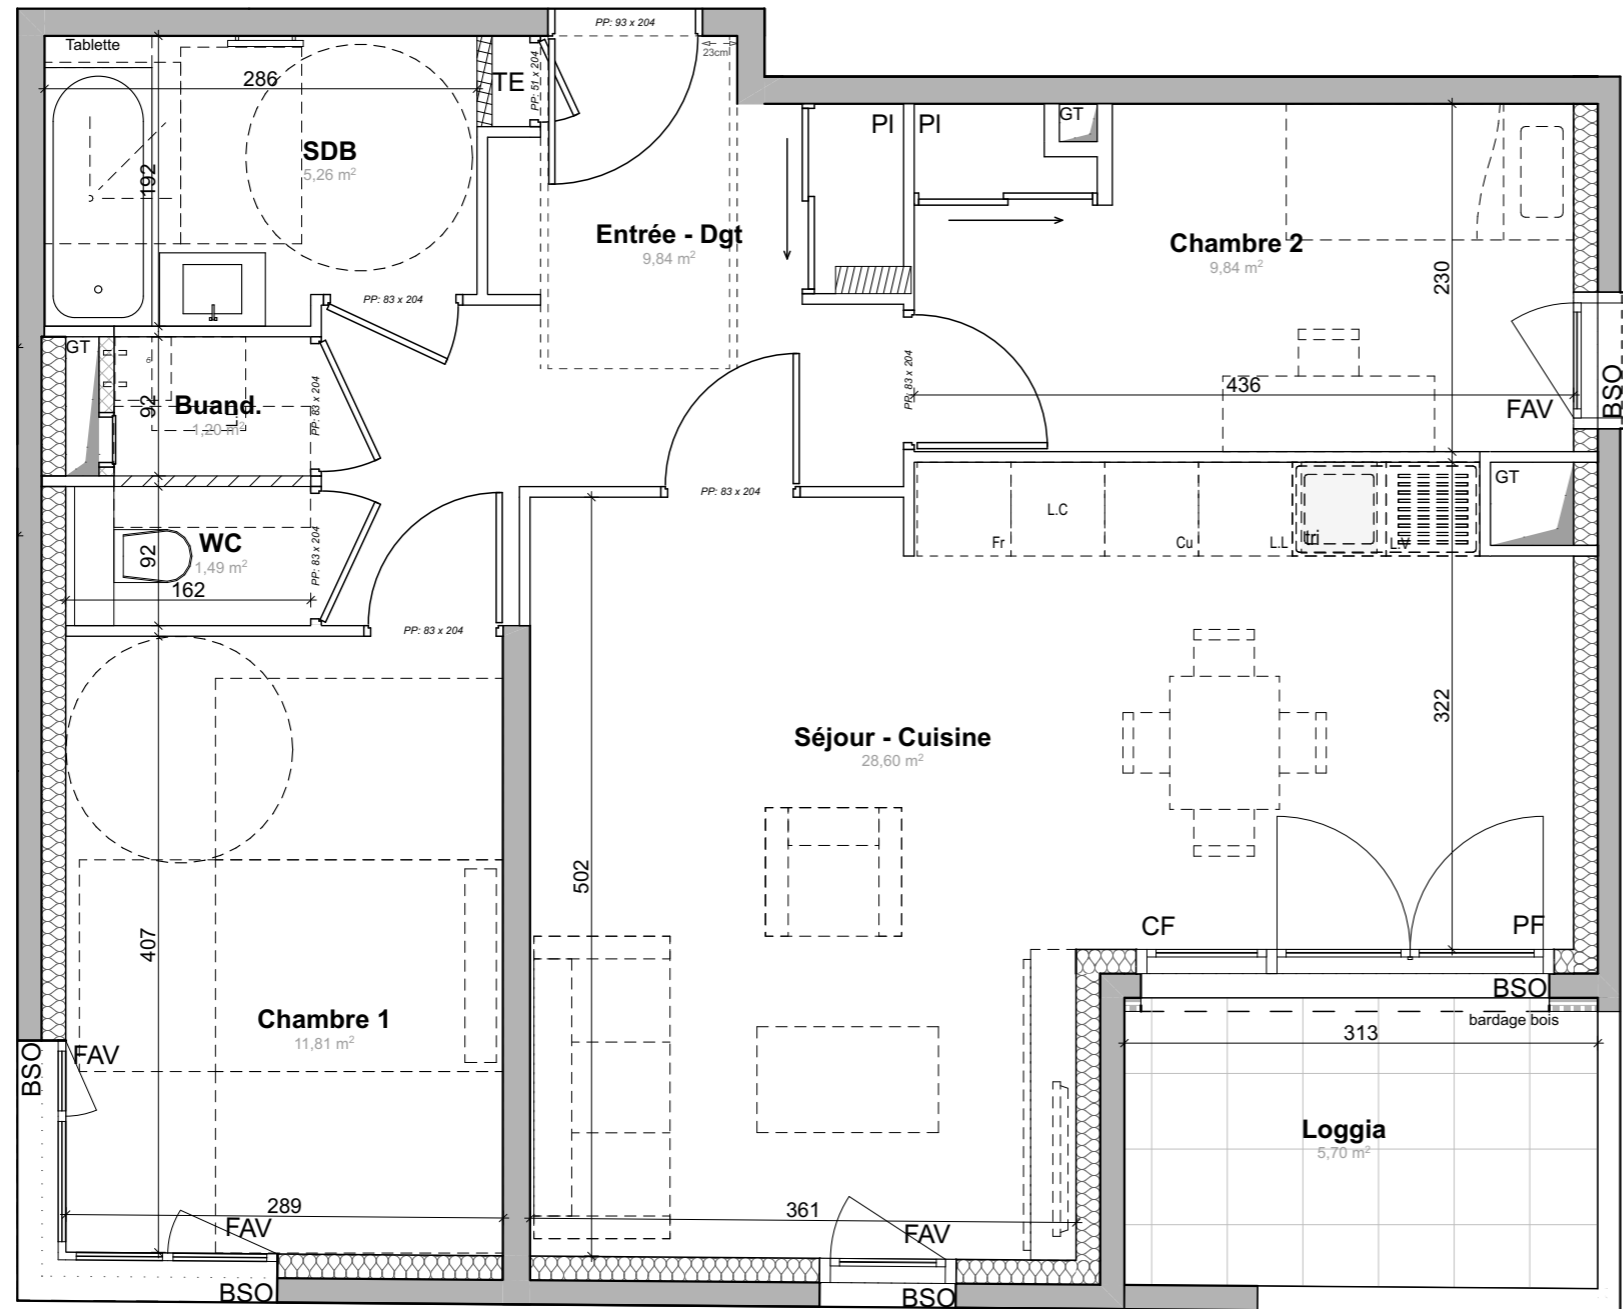 PP: 93 x 204
Tablette
23cm
286
TE
PP: 51 x 204
PI
PI
GT
SDB
5,26 m²
192
Entrée - Dgt
9,84 m²
Chambre 2
9,84 m²
230
PP: 83 x 204
GT
Buand.
1,20 m²
92
PP: 83 x 204
PP: 83 x 204
436
FAV
BSO
PP: 83 x 204
GT
L.C
Fr
Cu
L.L
tri
L.V
WC
1,49 m²
92
162
PP: 83 x 204
PP: 83 x 204
322
Séjour - Cuisine
28,60 m²
502
407
CF
PF
BSO
bardage bois
313
Chambre 1
11,81 m²
BSO
FAV
Loggia
5,70 m²
289
361
FAV
FAV
BSO
BSO